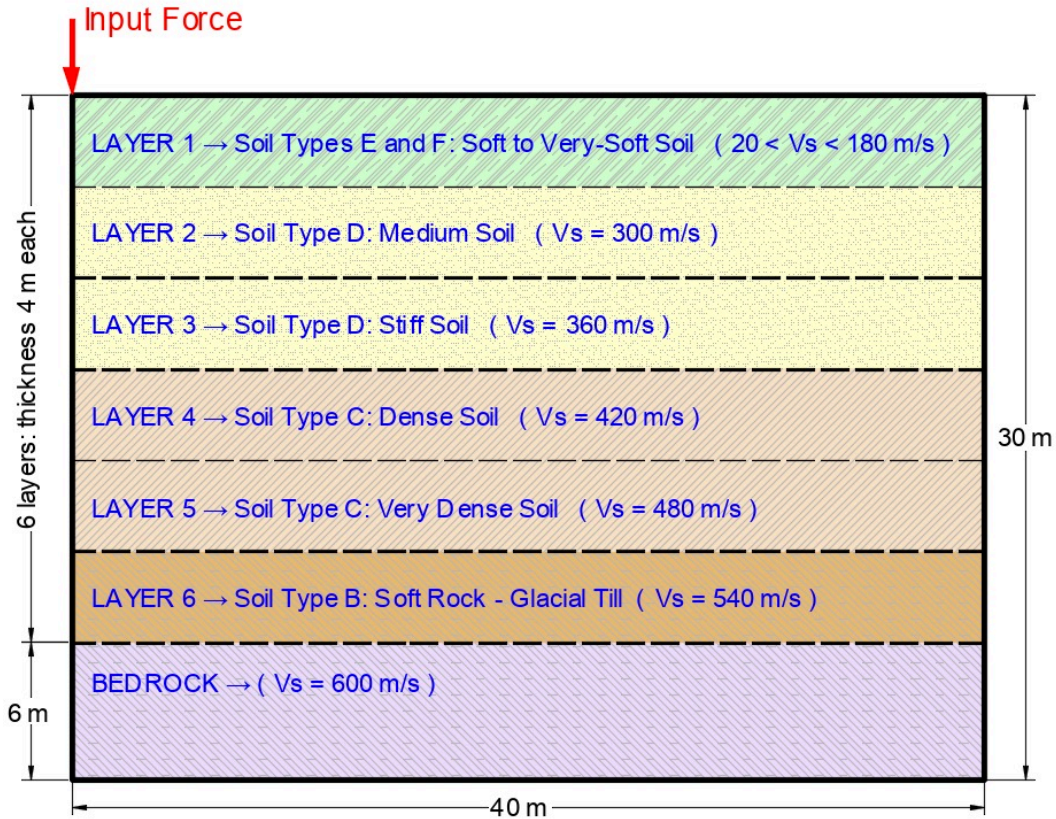 Input Force
LAYER 1 → Soil Types E and F: Soft to Very-Soft Soil ( 20 < Vs < 180 m/s )
LAYER 2 → Soil Type D: Medium Soil ( Vs = 300 m/s )
LAYER 3 → Soil Type D: Stiff Soil ( Vs = 360 m/s )
LAYER 4 → Soil Type C: Dense Soil ( Vs = 420 m/s )
LAYER 5 → Soil Type C: Very Dense Soil ( Vs = 480 m/s )
LAYER 6 → Soil Type B: Soft Rock - Glacial Till ( Vs = 540 m/s )
BEDROCK → ( Vs = 600 m/s )
6 layers: thickness 4 m each
6 m
30 m
40 m